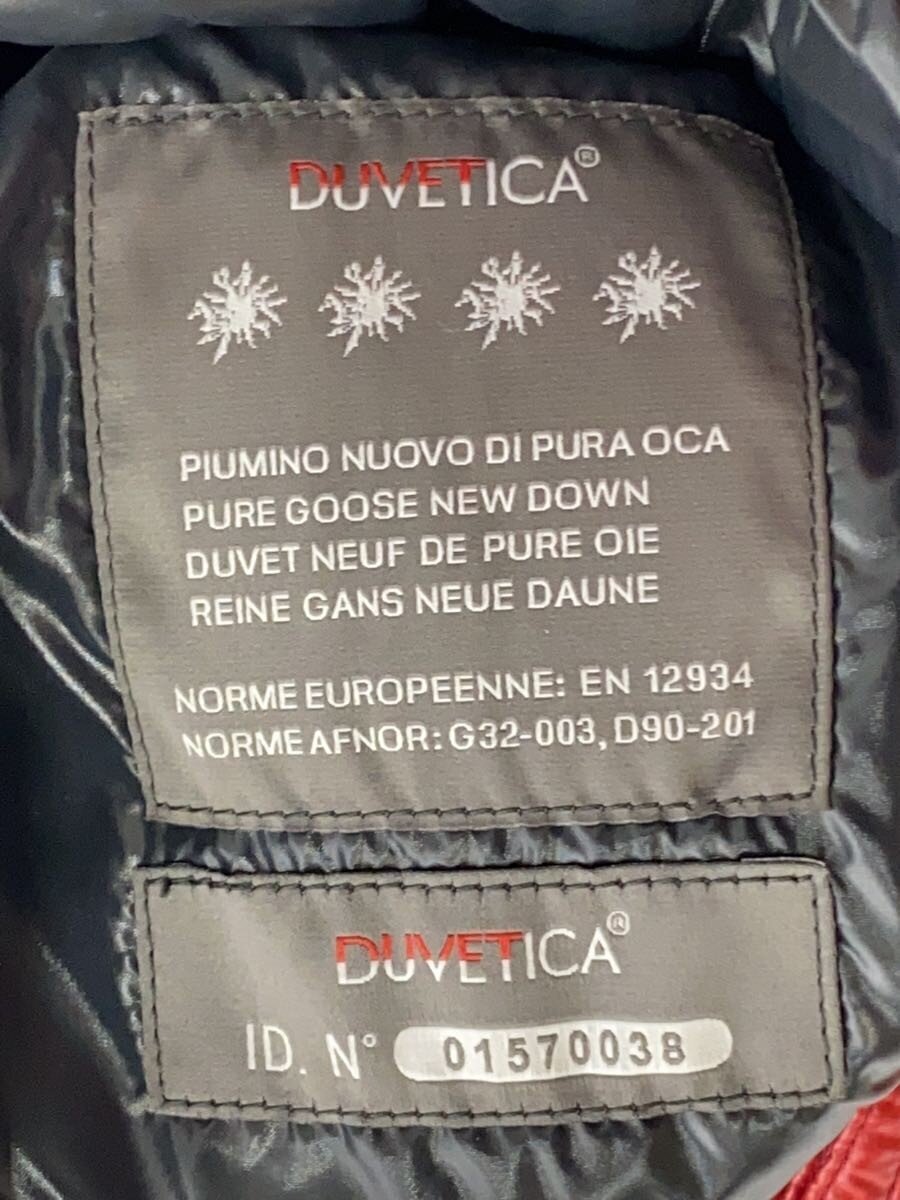 DUVETICA®
PIUMINO NUOVO DI PURA OCA
PURE GOOSE NEW DOWN
DUVET NEUF DE PURE OIE
REINE GANS NEUE DAUNE
NORME EUROPEENNE: EN 12934
NORME AFNOR: G32-003, D90-201
DUVETICA®
ID. N° 01570038